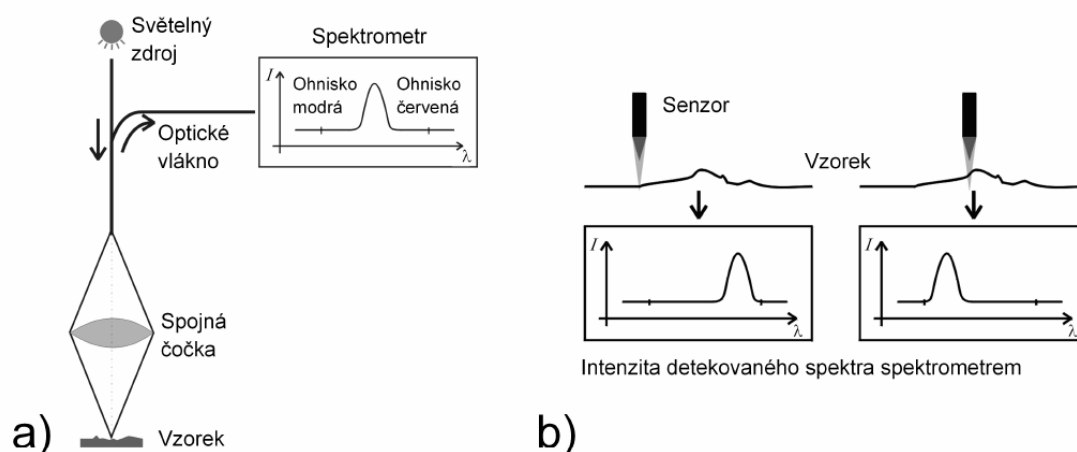 Světelný
zdroj
Spektrometr
I
Ohnisko
modrá
Ohnisko
červená
λ
Optické
vlákno
Spojná
čočka
Vzorek
a)
Senzor
Vzorek
I
λ
I
λ
Intenzita detekovaného spektra spektrometrem
b)